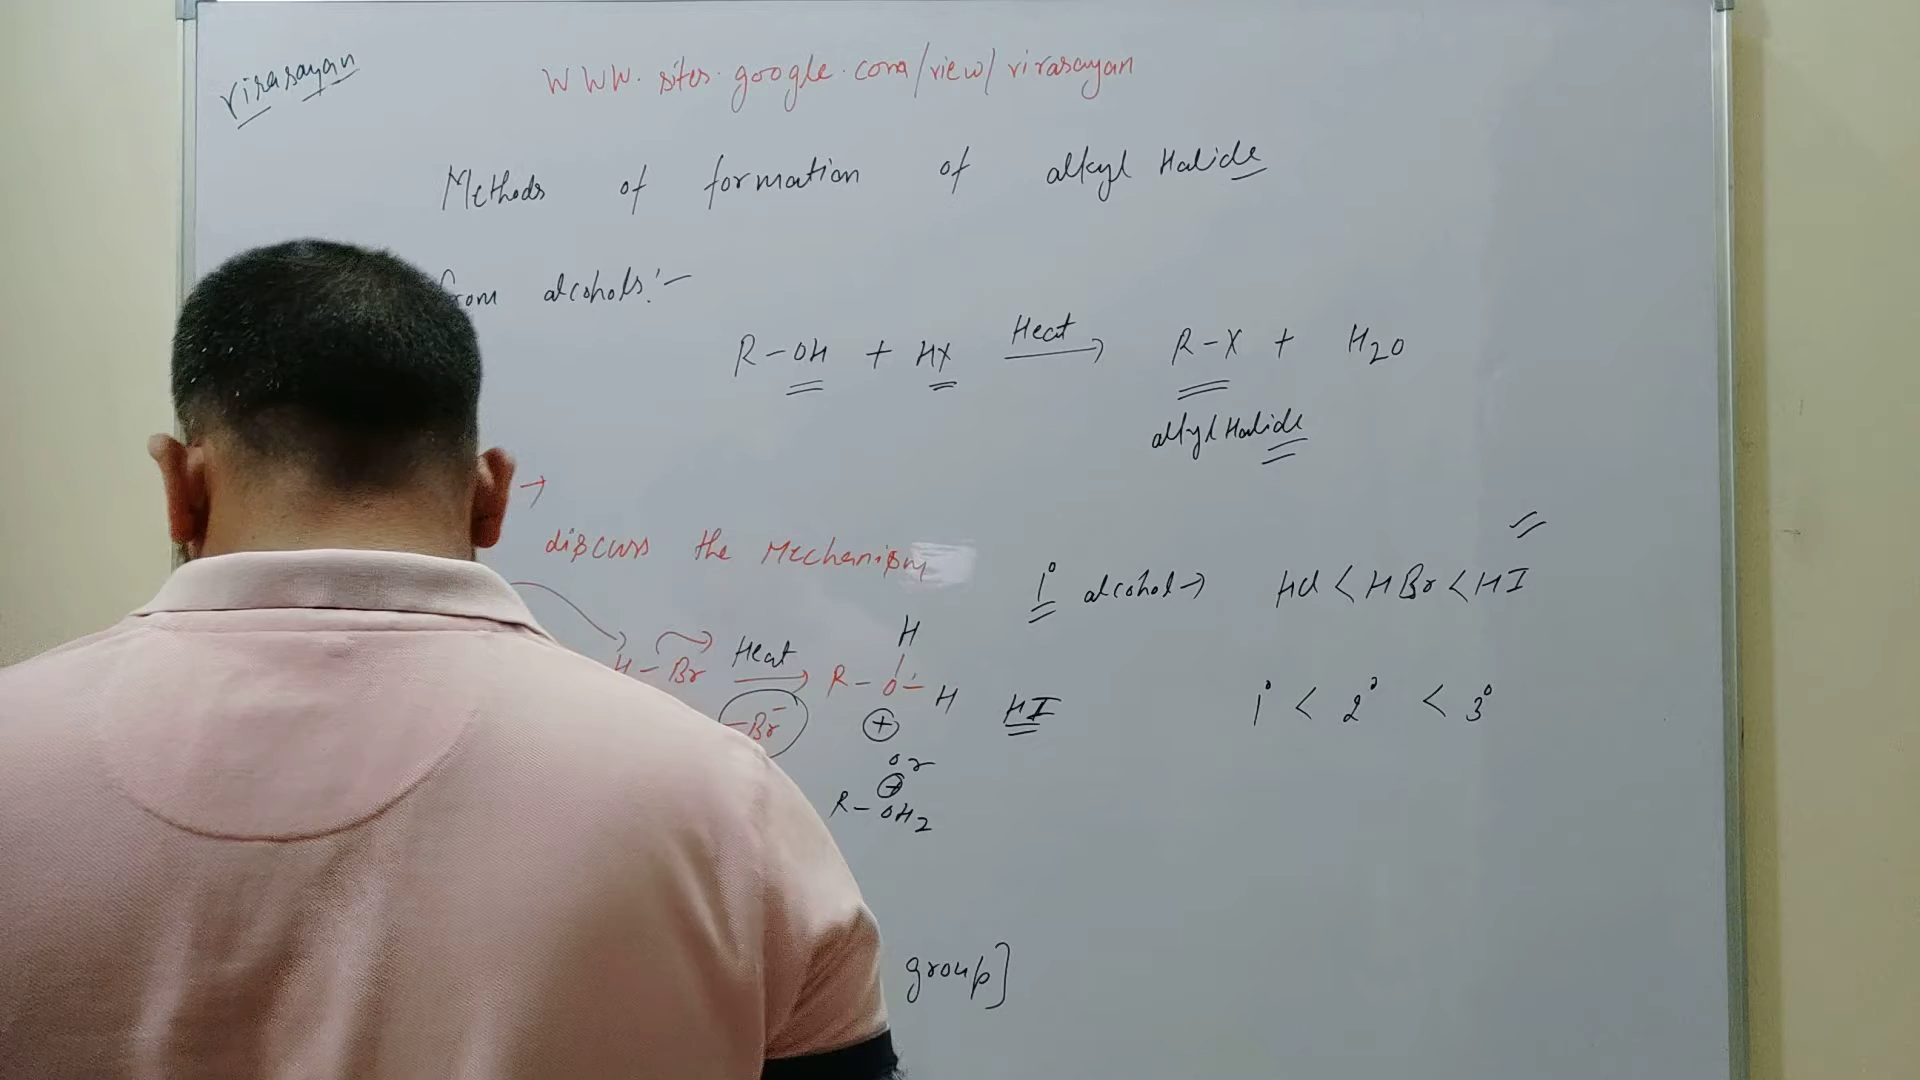 virasayan
www.sites.google.com/view/virasayan
Methods of formation of alkyl Halide
from alcohols:-
R-OH + HX Heat → R-X + H2O
alkyl Halide
→
discuss the Mechanism
1° alcohol → HCl < HBr < HI
H
H-Br Heat → R-O-H
-Br⁻ ⊕ HI 1° < 2° < 3°
or
⊕
R-OH2
group]